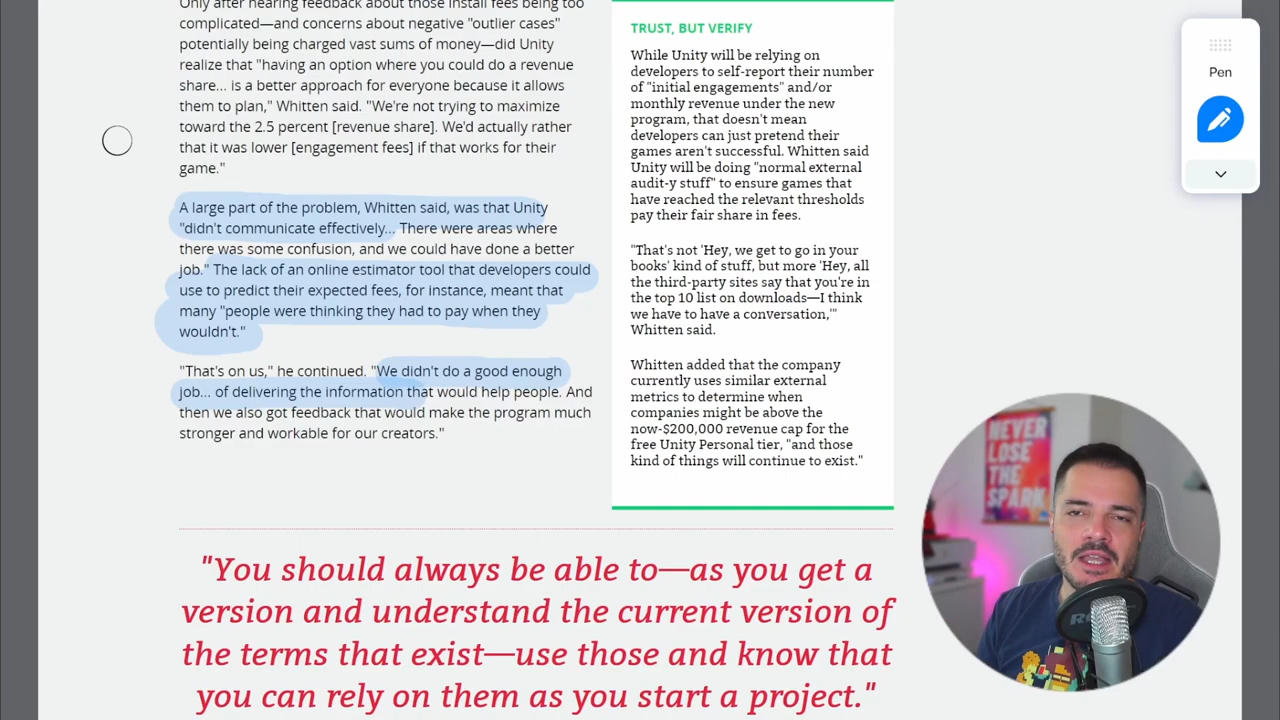 Only after hearing feedback about those install fees being too
complicated—and concerns about negative "outlier cases"
potentially being charged vast sums of money—did Unity
realize that "having an option where you could do a revenue
share... is a better approach for everyone because it allows
them to plan," Whitten said. "We're not trying to maximize
toward the 2.5 percent [revenue share]. We'd actually rather
that it was lower [engagement fees] if that works for their
game."
A large part of the problem, Whitten said, was that Unity
"didn't communicate effectively... There were areas where
there was some confusion, and we could have done a better
job." The lack of an online estimator tool that developers could
use to predict their expected fees, for instance, meant that
many "people were thinking they had to pay when they
wouldn't."
"That's on us," he continued. "We didn't do a good enough
job... of delivering the information that would help people. And
then we also got feedback that would make the program much
stronger and workable for our creators."
TRUST, BUT VERIFY
While Unity will be relying on
developers to self-report their number
of "initial engagements" and/or
monthly revenue under the new
program, that doesn't mean
developers can just pretend their
games aren't successful. Whitten said
Unity will be doing "normal external
audit-y stuff" to ensure games that
have reached the relevant thresholds
pay their fair share in fees.
"That's not 'Hey, we get to go in your
books' kind of stuff, but more 'Hey, all
the third-party sites say that you're in
the top 10 list on downloads—I think
we have to have a conversation,'"
Whitten said.
Whitten added that the company
currently uses similar external
metrics to determine when
companies might be above the
now-$200,000 revenue cap for the
free Unity Personal tier, "and those
kind of things will continue to exist."
"You should always be able to—as you get a
version and understand the current version of
the terms that exist—use those and know that
you can rely on them as you start a project."
Pen
NEVER
LOSE
THE
SPARK